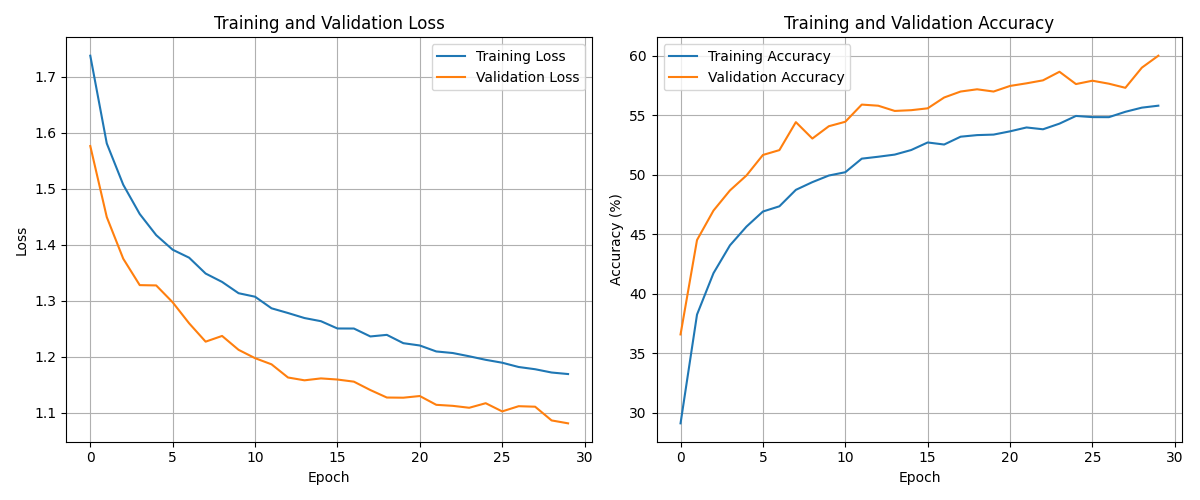 Training and Validation Loss
Training Loss
Validation Loss
1.7
1.6
1.5
1.4
1.3
1.2
1.1
Loss
0 5 10 15 20 25 30
Epoch
Training and Validation Accuracy
Training Accuracy
Validation Accuracy
60
55
50
45
40
35
30
Accuracy (%)
0 5 10 15 20 25 30
Epoch